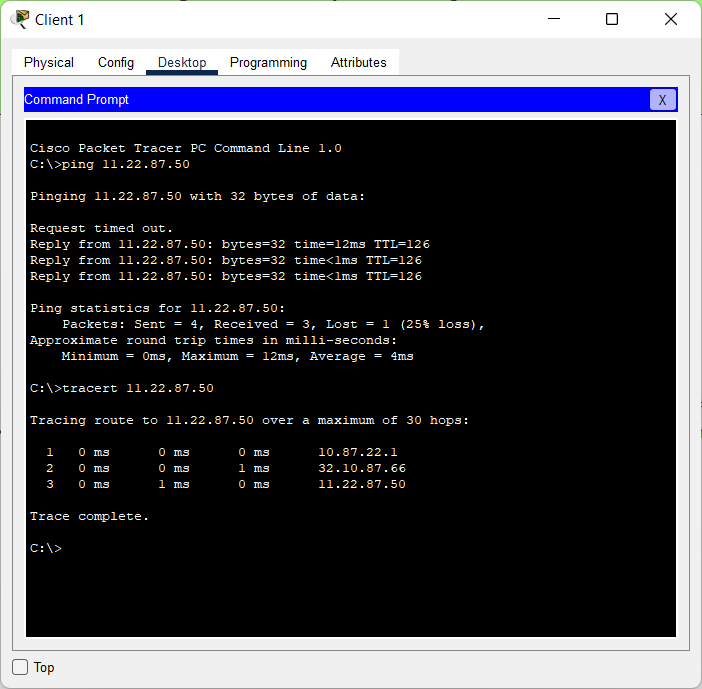 Client 1
Physical Config Desktop Programming Attributes
Command Prompt X
Cisco Packet Tracer PC Command Line 1.0
C:\>ping 11.22.87.50
Pinging 11.22.87.50 with 32 bytes of data:
Request timed out.
Reply from 11.22.87.50: bytes=32 time=12ms TTL=126
Reply from 11.22.87.50: bytes=32 time<1ms TTL=126
Reply from 11.22.87.50: bytes=32 time<1ms TTL=126
Ping statistics for 11.22.87.50:
Packets: Sent = 4, Received = 3, Lost = 1 (25% loss),
Approximate round trip times in milli-seconds:
Minimum = 0ms, Maximum = 12ms, Average = 4ms
C:\>tracert 11.22.87.50
Tracing route to 11.22.87.50 over a maximum of 30 hops:
1 0 ms 0 ms 0 ms 10.87.22.1
2 0 ms 0 ms 1 ms 32.10.87.66
3 0 ms 1 ms 0 ms 11.22.87.50
Trace complete.
C:\>
Top